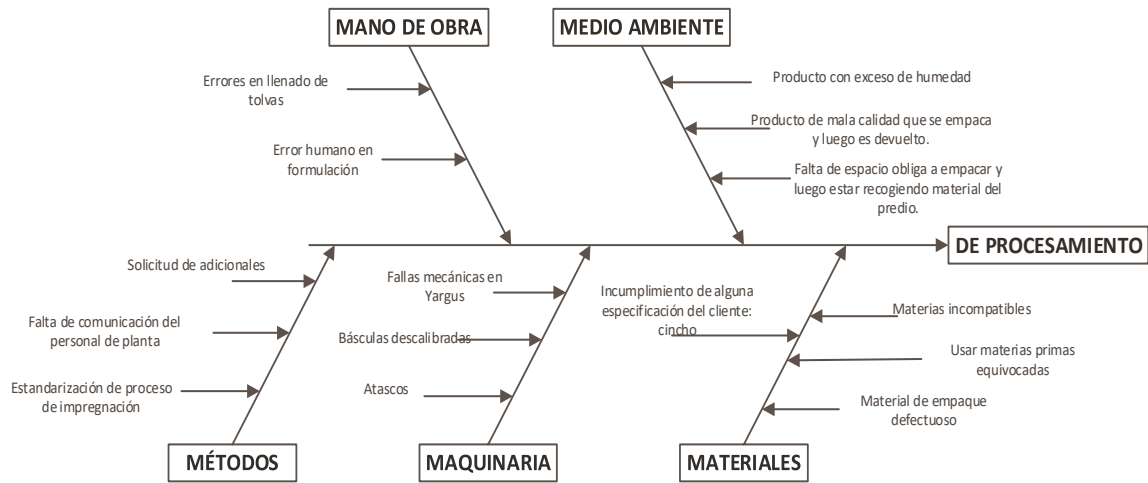 MANO DE OBRA
MEDIO AMBIENTE
Errores en llenado de
tolvas
Error humano en
formulación
Producto con exceso de humedad
Producto de mala calidad que se empaca
y luego es devuelto.
Falta de espacio obliga a empacar y
luego estar recogiendo material del
predio.
DE PROCESAMIENTO
Solicitud de adicionales
Falta de comunicación del
personal de planta
Estandarización de proceso
de impregnación
Fallas mecánicas en
Yargus
Básculas descalibradas
Atascos
Incumplimiento de alguna
especificación del cliente:
cincho
Materias incompatibles
Usar materias primas
equivocadas
Material de empaque
defectuoso
MÉTODOS
MAQUINARIA
MATERIALES